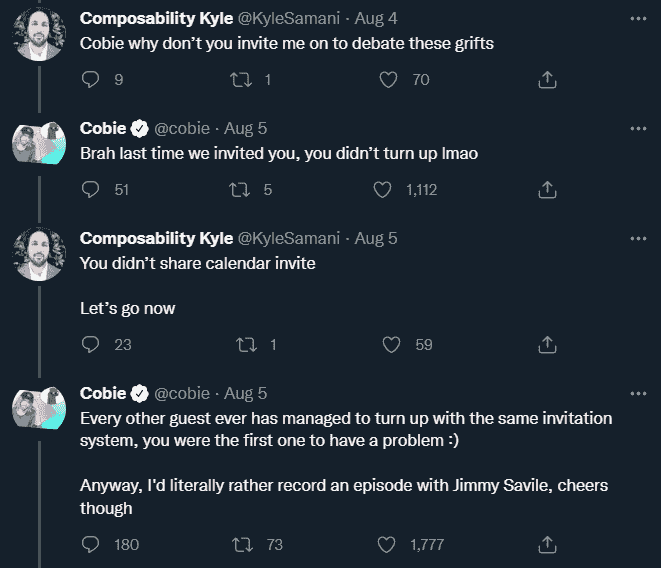 Composability Kyle @KyleSamani · Aug 4
Cobie why don't you invite me on to debate these grifts
9 1 70
Cobie @cobie · Aug 5
Brah last time we invited you, you didn't turn up lmao
51 5 1,112
Composability Kyle @KyleSamani · Aug 5
You didn't share calendar invite
Let's go now
23 1 59
Cobie @cobie · Aug 5
Every other guest ever has managed to turn up with the same invitation
system, you were the first one to have a problem :)
Anyway, I'd literally rather record an episode with Jimmy Savile, cheers
though
180 73 1,777